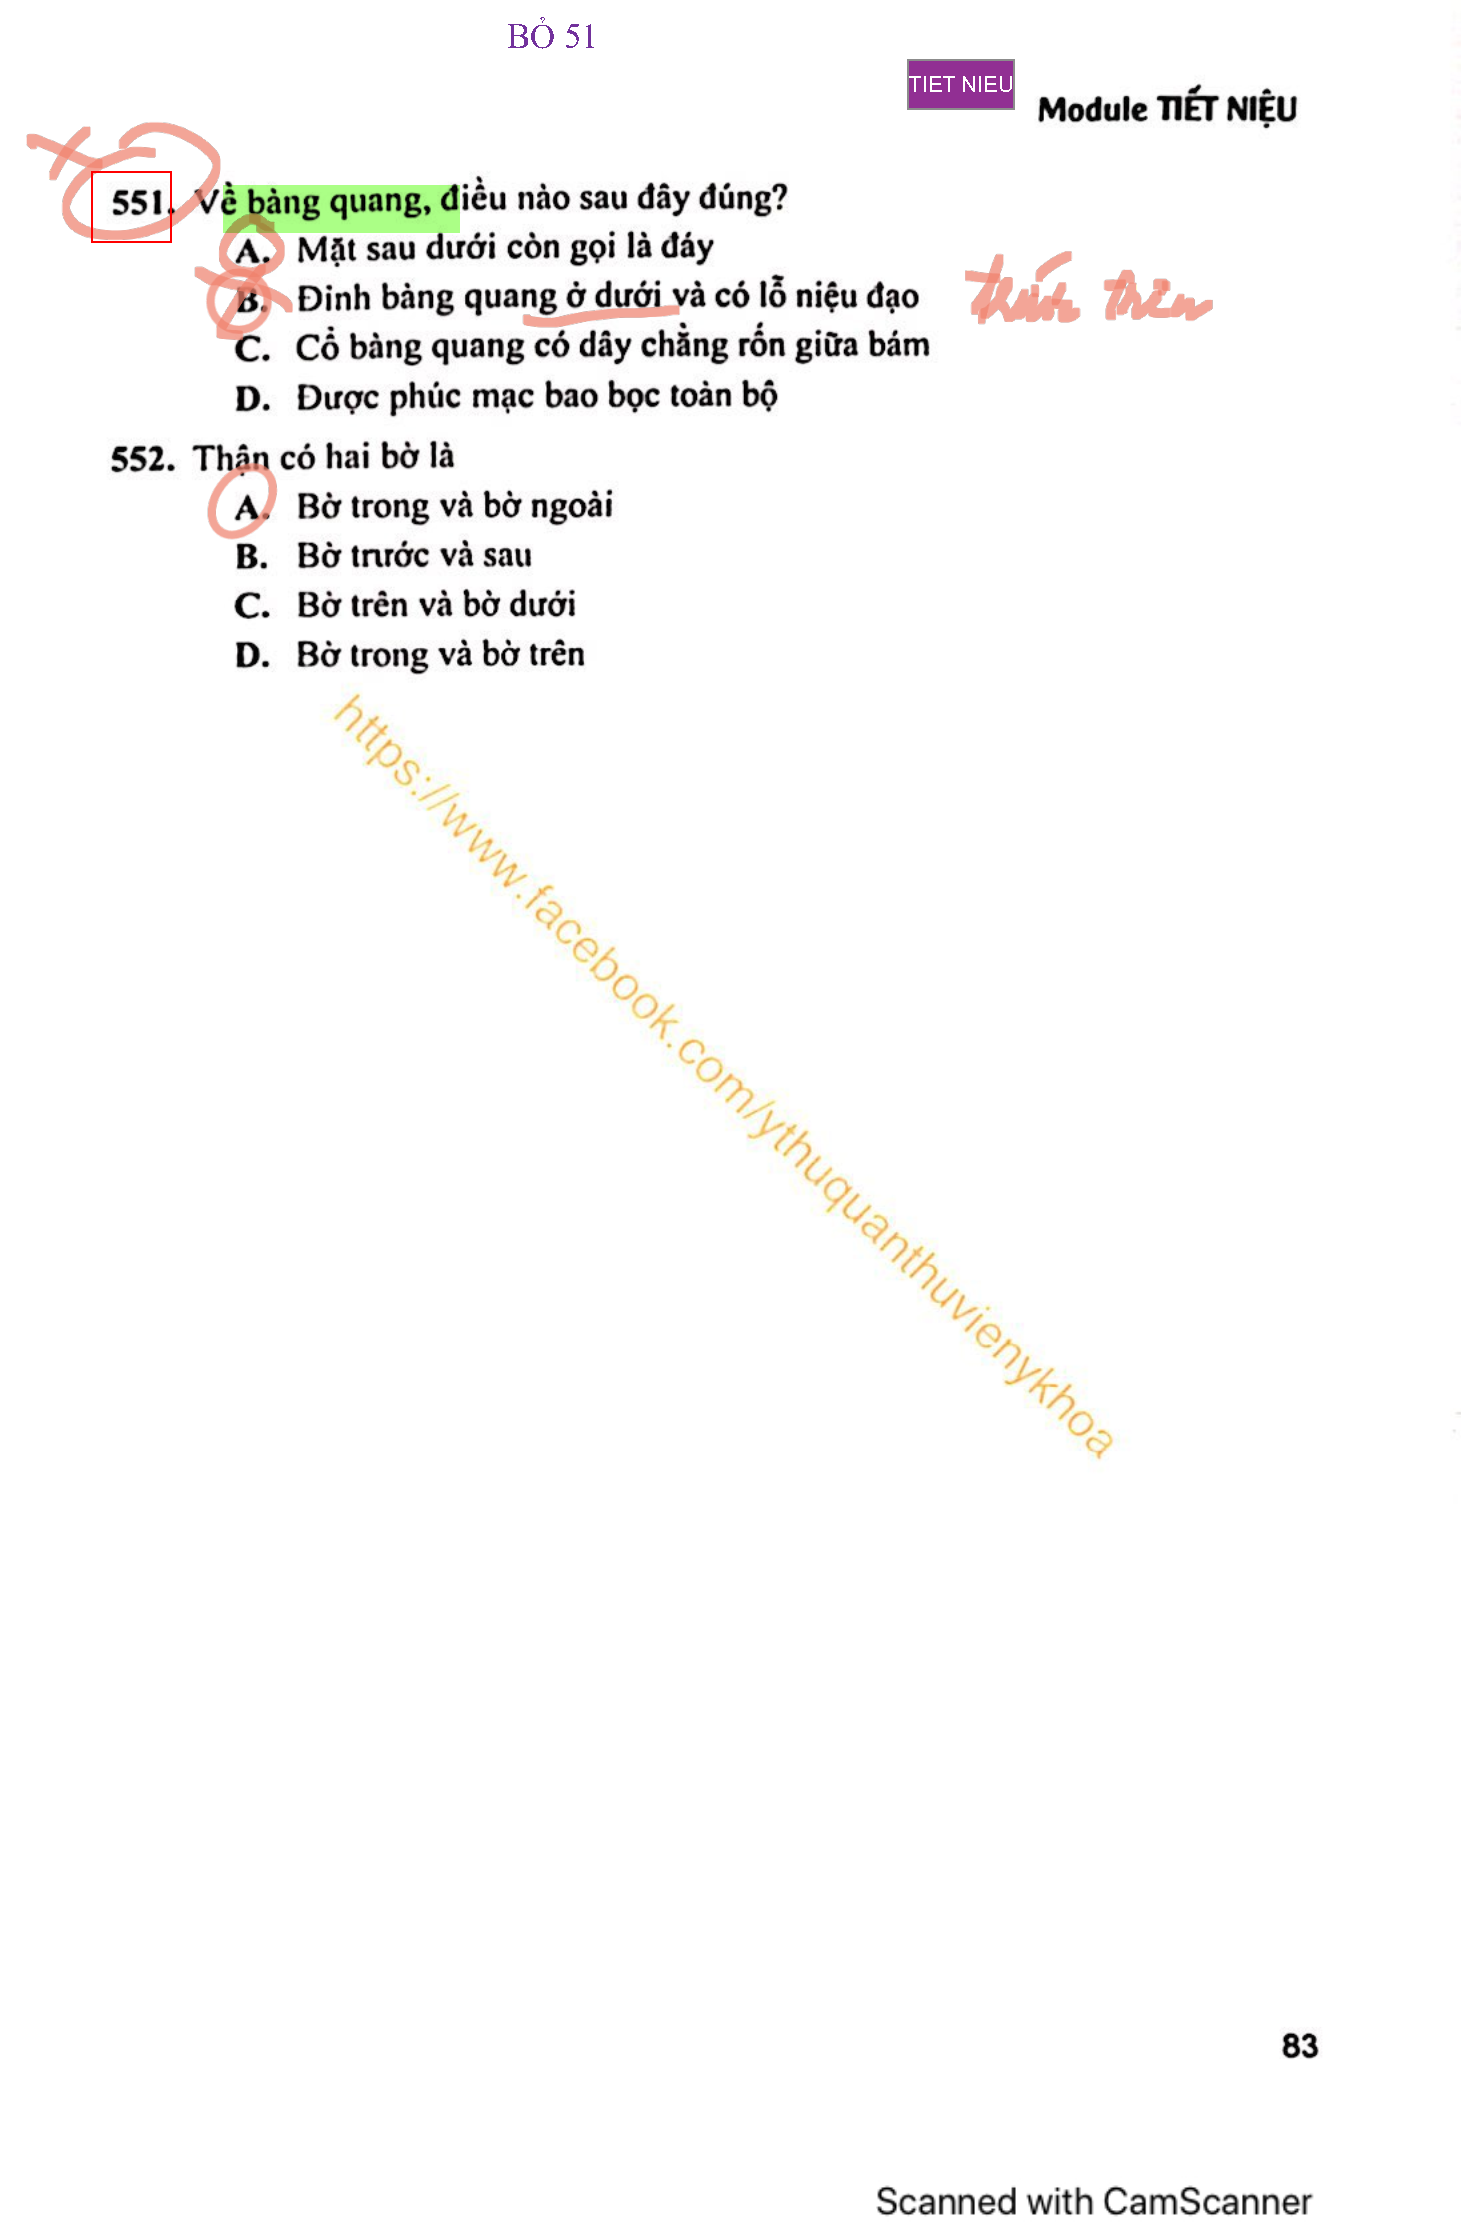 BỎ 51
TIET NIEU
Module TIẾT NIỆU
551. Về bàng quang, điều nào sau đây đúng?
A. Mặt sau dưới còn gọi là đáy
B. Đỉnh bàng quang ở dưới và có lỗ niệu đạo
C. Cổ bàng quang có dây chằng rốn giữa bám
D. Được phúc mạc bao bọc toàn bộ
552. Thận có hai bờ là
A. Bờ trong và bờ ngoài
B. Bờ trước và sau
C. Bờ trên và bờ dưới
D. Bờ trong và bờ trên
https://www.facebook.com/ythuquanthuvienykhoa
83
Scanned with CamScanner